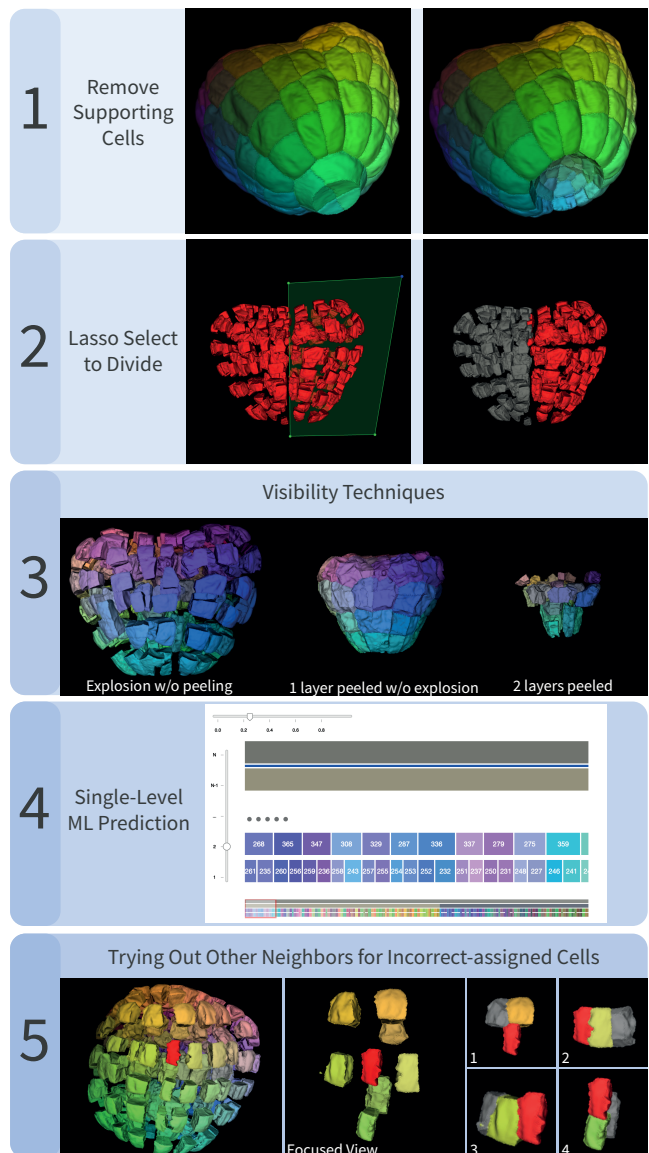 1
Remove
Supporting
Cells
2
Lasso Select
to Divide
3
Visibility Techniques
Explosion w/o peeling
1 layer peeled w/o explosion
2 layers peeled
4
Single-Level
ML Prediction
0.0 0.2 0.4 0.6 0.8
N
N-1
...
2
268 365 347 308 329 287 336 337 279 275 359
1
261 235 260 256 259 236 258 243 257 255 254 253 252 232 251 237 250 231 248 227 246 241
5
Trying Out Other Neighbors for Incorrect-assigned Cells
Focused View
1
2
3
4